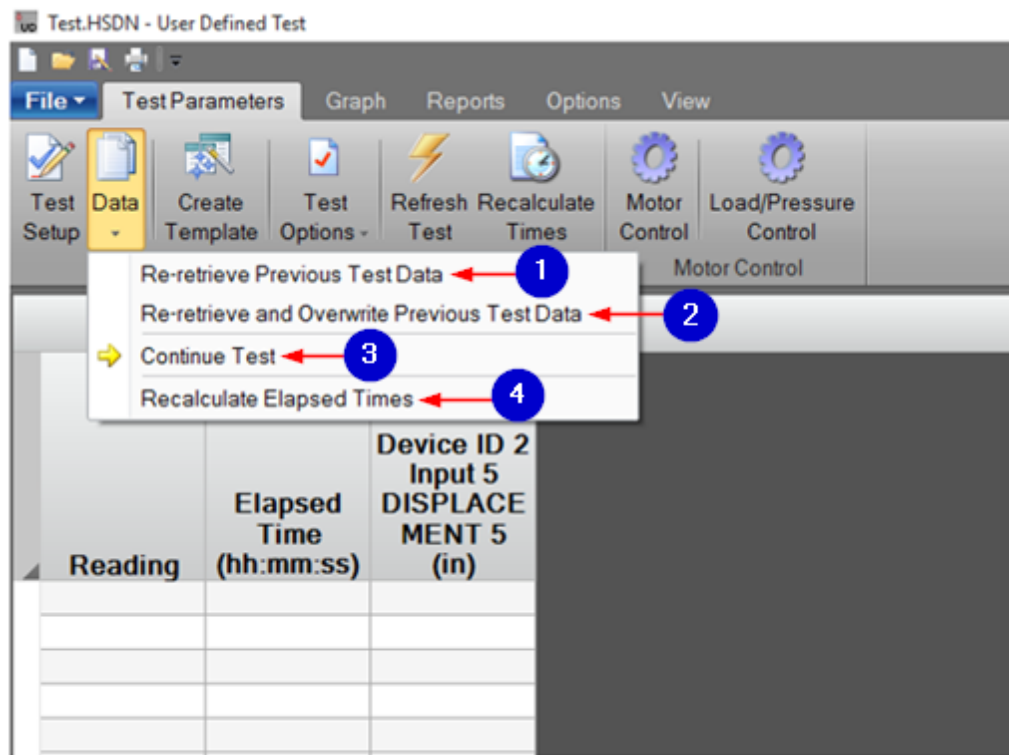 Test.HSDN - User Defined Test
File Test Parameters Graph Reports Options View
Test Data Create Test Refresh Recalculate Motor Load/Pressure
Setup Template Options Test Times Control Control
Re-retrieve Previous Test Data 1 Motor Control
Re-retrieve and Overwrite Previous Test Data 2
Continue Test 3
Recalculate Elapsed Times 4
Device ID 2
Input 5
Elapsed DISPLACE
Time MENT 5
Reading (hh:mm:ss) (in)